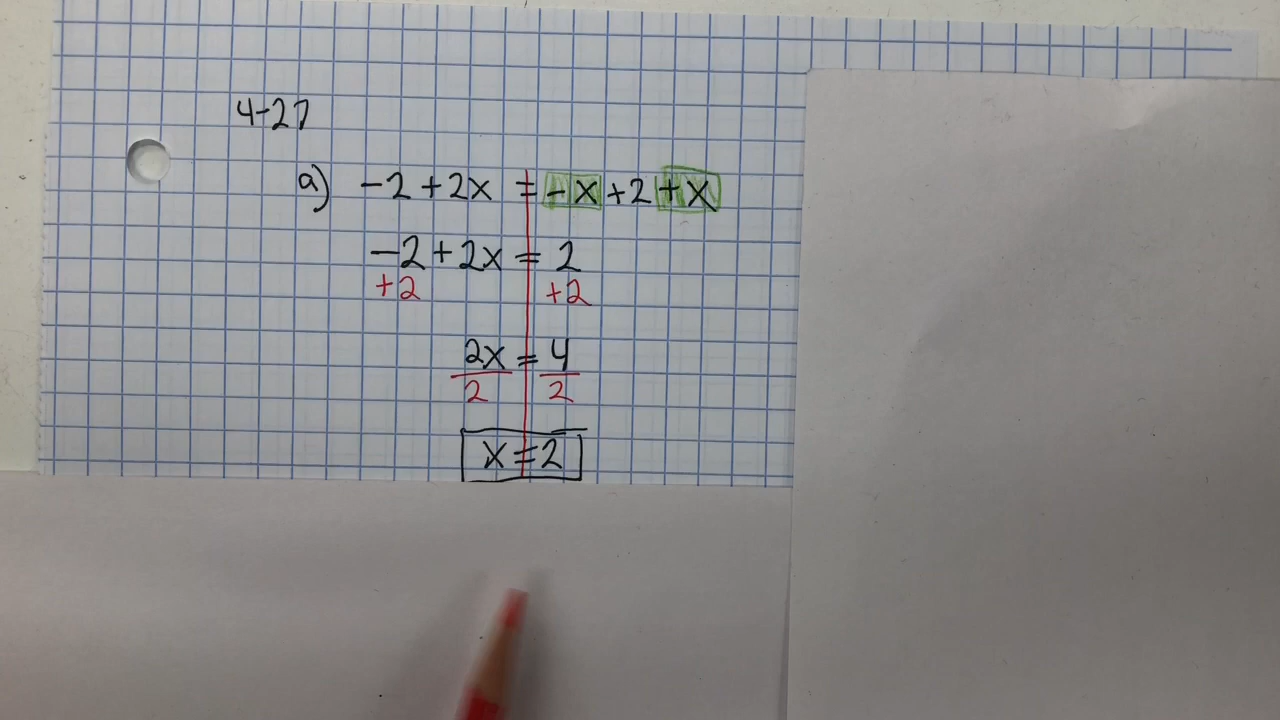 4-27
a) -2 + 2x = -x + 2 + x
-2 + 2x = 2
+2 +2
2x = 4
2 2
x = 2